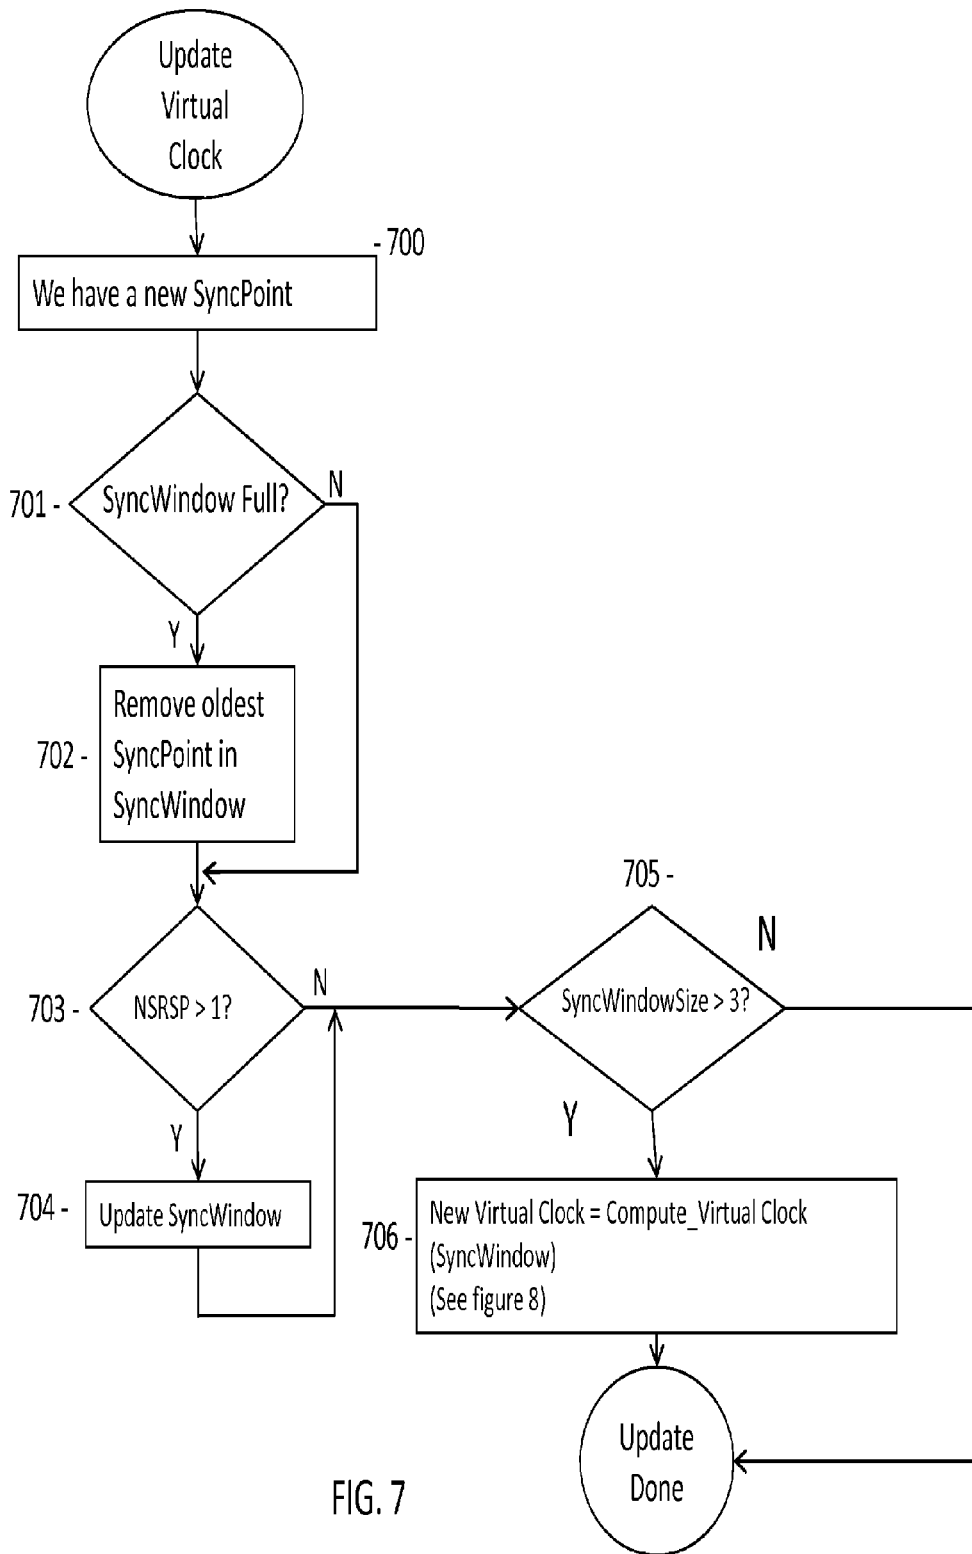 Update
Virtual
Clock
- 700
We have a new SyncPoint
701 -
SyncWindow Full?
N
Y
702 -
Remove oldest
SyncPoint in
SyncWindow
703 -
NSRSP > 1?
N
Y
704 -
Update SyncWindow
705 -
SyncWindowSize > 3?
N
Y
706 -
New Virtual Clock = Compute_Virtual Clock
(SyncWindow)
(See figure 8)
Update
Done
FIG. 7